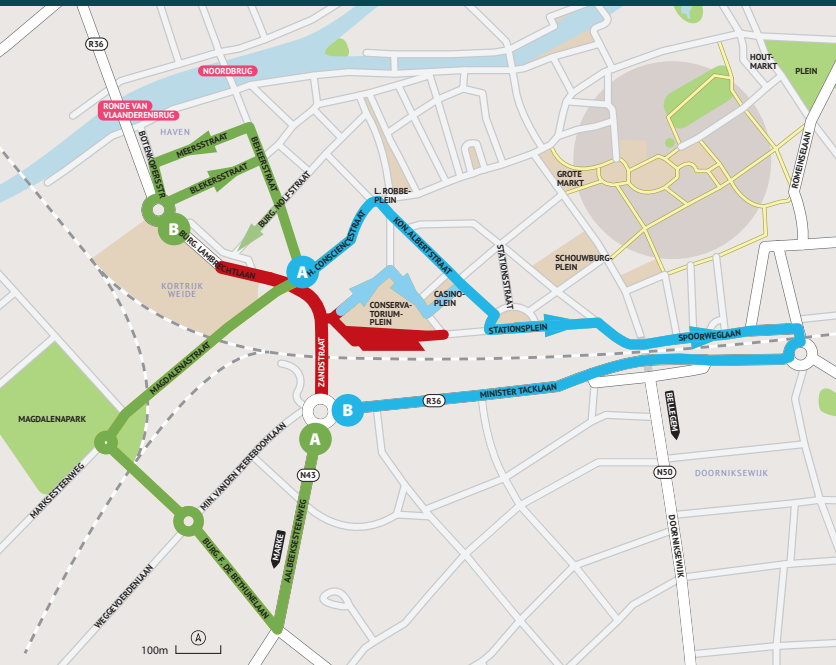 R36
HOUT-
MARKT
PLEIN
NOORDBRUG
RONDE VAN
VLAANDERENBRUG
HAVEN
BOTENKOPERSSTR
MEERSSTRAAT
BEHEERSTRAAT
BLEKERSSTRAAT
BURG. NOLFSTRAAT
ROMEINSELAAN
GROTE
MARKT
L. ROBBE-
PLEIN
B
BURG. LAMBRECHTLAAN
A
H. CONSCIENCESTRAAT
KON. ALBERTSTRAAT
STATIONSSTRAAT
SCHOUWBURG-
PLEIN
KORTRIJK
WEIDE
CASINO-
PLEIN
CONSERVA-
TORIUM-
PLEIN
STATIONSPLEIN
SPOORWEGLAAN
ZANDSTRAAT
MAGDALENASTRAAT
MINISTER TACKLAAN
R36
B
A
BELLEGEM
MAGDALENAPARK
MIN. VAN DEN PEEREBOOMLAAN
MARKSESTEENWEG
N43
N50
DOORNIKSEWIJK
AALBEEKSESTEENWEG
MARKE
DOORNIKSEWIJK
BURG. F. DE BETHUNELAAN
WEGGEVOERDENLAAN
A
100m